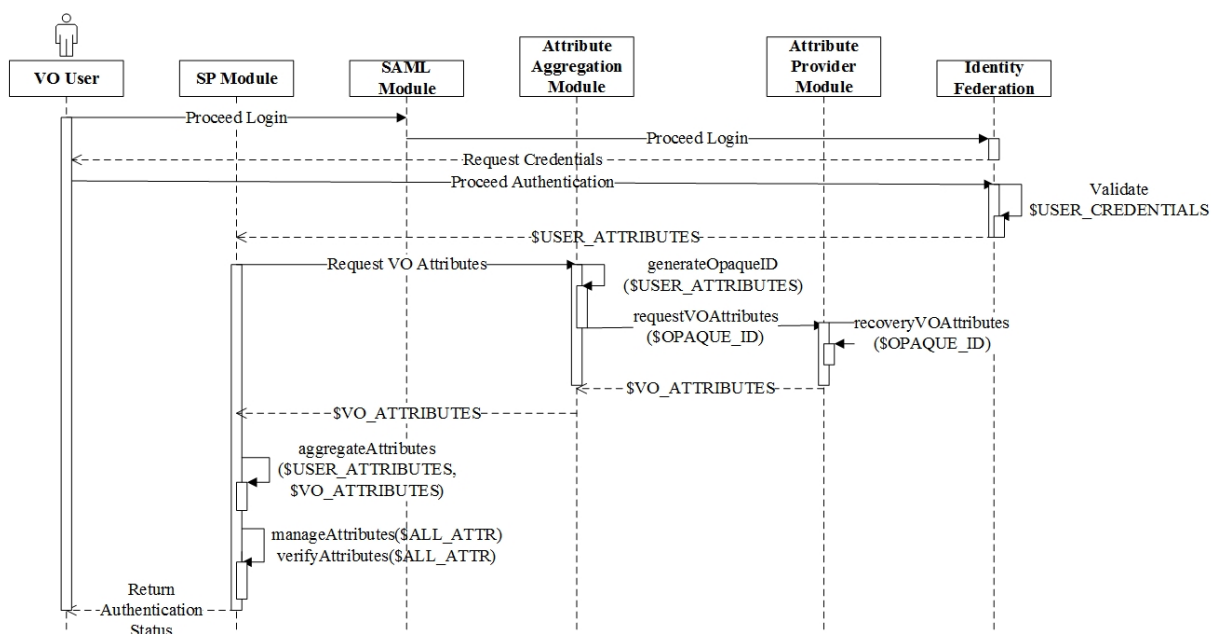 VO User
SP Module
SAML
Module
Attribute
Aggregation
Module
Attribute
Provider
Module
Identity
Federation
Proceed Login
Proceed Login
Request Credentials
Proceed Authentication
Validate
$USER_CREDENTIALS
$USER_ATTRIBUTES
Request VO Attributes
generateOpaqueID
($USER_ATTRIBUTES)
requestVOAttributes
($OPAQUE_ID)
recoveryVOAttributes
($OPAQUE_ID)
$VO_ATTRIBUTES
$VO_ATTRIBUTES
aggregateAttributes
($USER_ATTRIBUTES,
$VO_ATTRIBUTES)
manageAttributes($ALL_ATTR)
verifyAttributes($ALL_ATTR)
Return
Authentication
Status